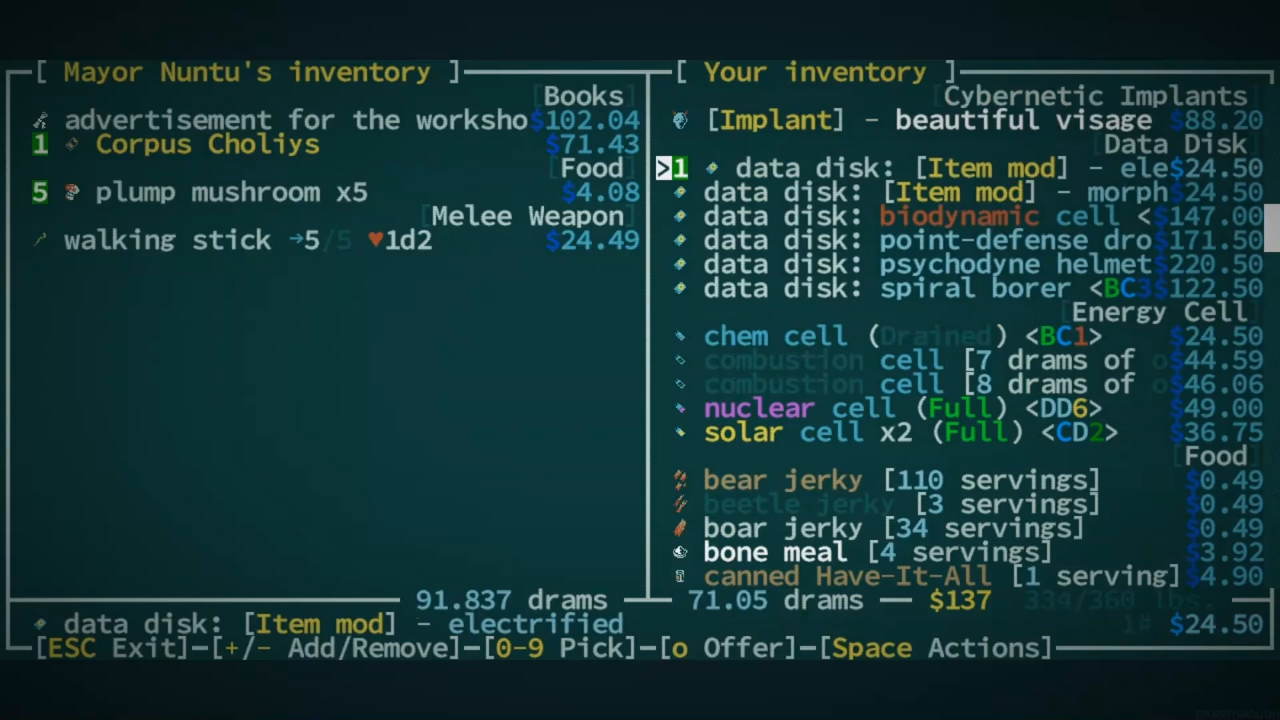 [ Mayor Nuntu's inventory ]
[Books]
advertisement for the worksho $102.04
1 Corpus Choliys $71.43
[Food]
5 plump mushroom x5 $4.08
[Melee Weapon]
walking stick →5/5 ♥1d2 $24.49
91.837 drams
[ Your inventory ]
[Cybernetic Implants]
[Implant] - beautiful visage $88.20
[Data Disk]
>1 data disk: [Item mod] - ele$24.50
data disk: [Item mod] - morph$24.50
data disk: biodynamic cell <$147.00
data disk: point-defense dro$171.50
data disk: psychodyne helmet$220.50
data disk: spiral borer <BC3$122.50
[Energy Cell]
chem cell (Drained) <BC1> $24.50
combustion cell [7 drams of o$44.59
combustion cell [8 drams of o$46.06
nuclear cell (Full) <DD6> $49.00
solar cell x2 (Full) <CD2> $36.75
[Food]
bear jerky [110 servings] $0.49
beetle jerky [3 servings] $0.49
boar jerky [34 servings] $0.49
bone meal [4 servings] $3.92
canned Have-It-All [1 serving] $4.90
71.05 drams — $137 334/360 lbs.
data disk: [Item mod] - electrified 1# $24.50
[ESC Exit]-[+/- Add/Remove]-[0-9 Pick]-[o Offer]-[Space Actions]